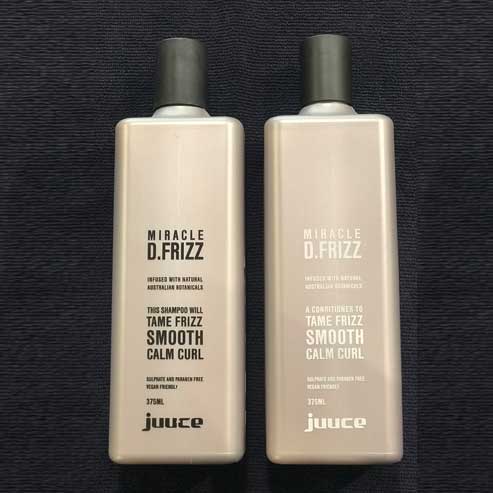 MIRACLE
D.FRIZZ
INFUSED WITH NATURAL
AUSTRALIAN BOTANICALS
THIS SHAMPOO WILL
TAME FRIZZ
SMOOTH
CALM CURL
SULPHATE AND PARABEN FREE
VEGAN FRIENDLY
375ML
juuce
MIRACLE
D.FRIZZ
INFUSED WITH NATURAL
AUSTRALIAN BOTANICALS
A CONDITIONER TO
TAME FRIZZ
SMOOTH
CALM CURL
SULPHATE AND PARABEN FREE
VEGAN FRIENDLY
375ML
juuce